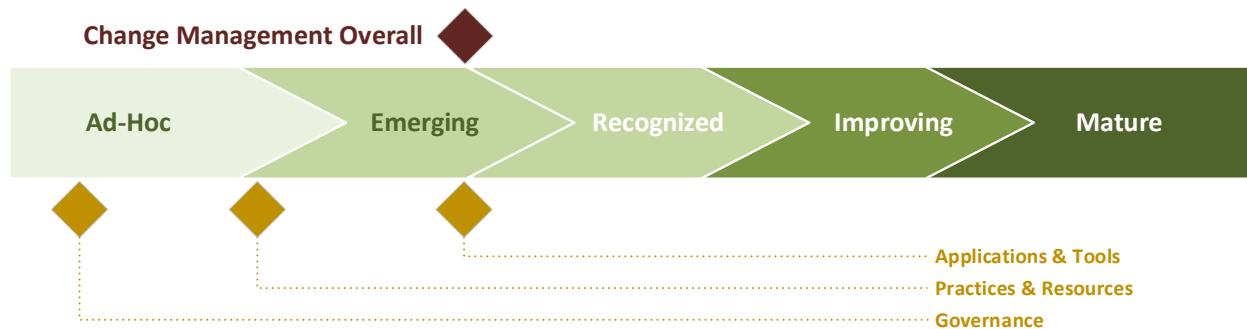 Change Management Overall
Ad-Hoc
Emerging
Recognized
Improving
Mature
Applications & Tools
Practices & Resources
Governance